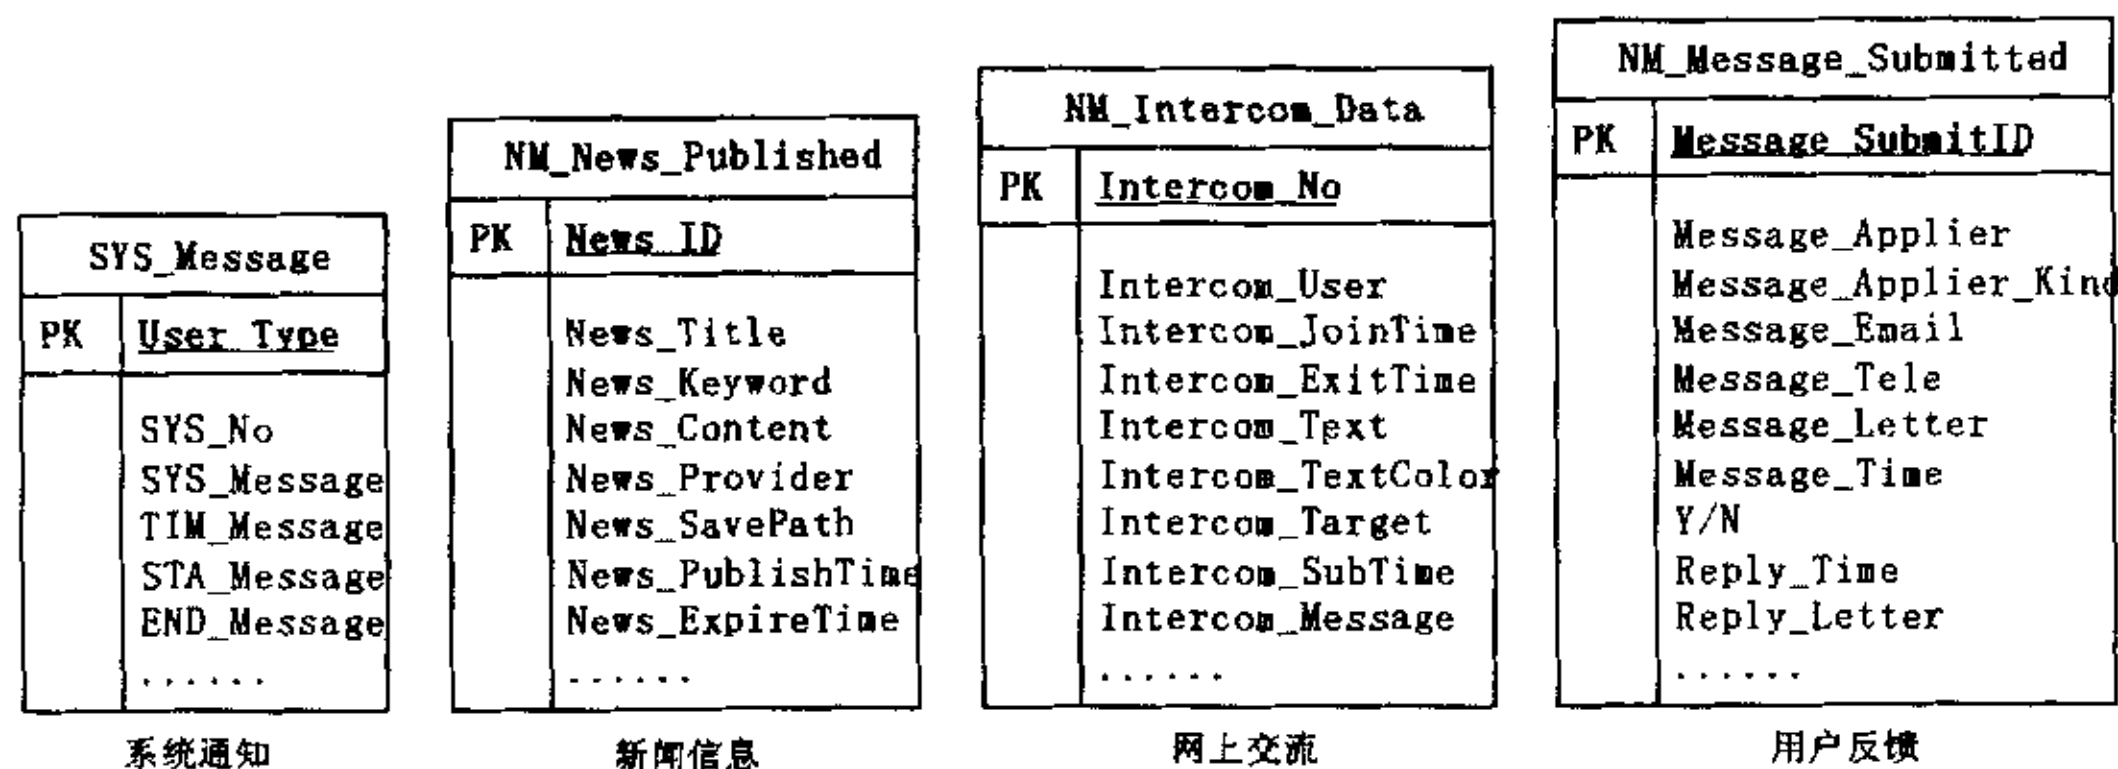 SYS_Message
PK User_Type
SYS_No
SYS_Message
TIM_Message
STA_Message
END_Message
......
系统通知
NM_News_Published
PK News_ID
News_Title
News_Keyword
News_Content
News_Provider
News_SavePath
News_PublishTime
News_ExpireTime
......
新闻信息
NM_Intercom_Data
PK Intercom_No
Intercom_User
Intercom_JoinTime
Intercom_ExitTime
Intercom_Text
Intercom_TextColor
Intercom_Target
Intercom_SubTime
Intercom_Message
......
网上交流
NM_Message_Submitted
PK Message_SubmitID
Message_Applier
Message_Applier_Kind
Message_Email
Message_Tele
Message_Letter
Message_Time
Y/N
Reply_Time
Reply_Letter
......
用户反馈